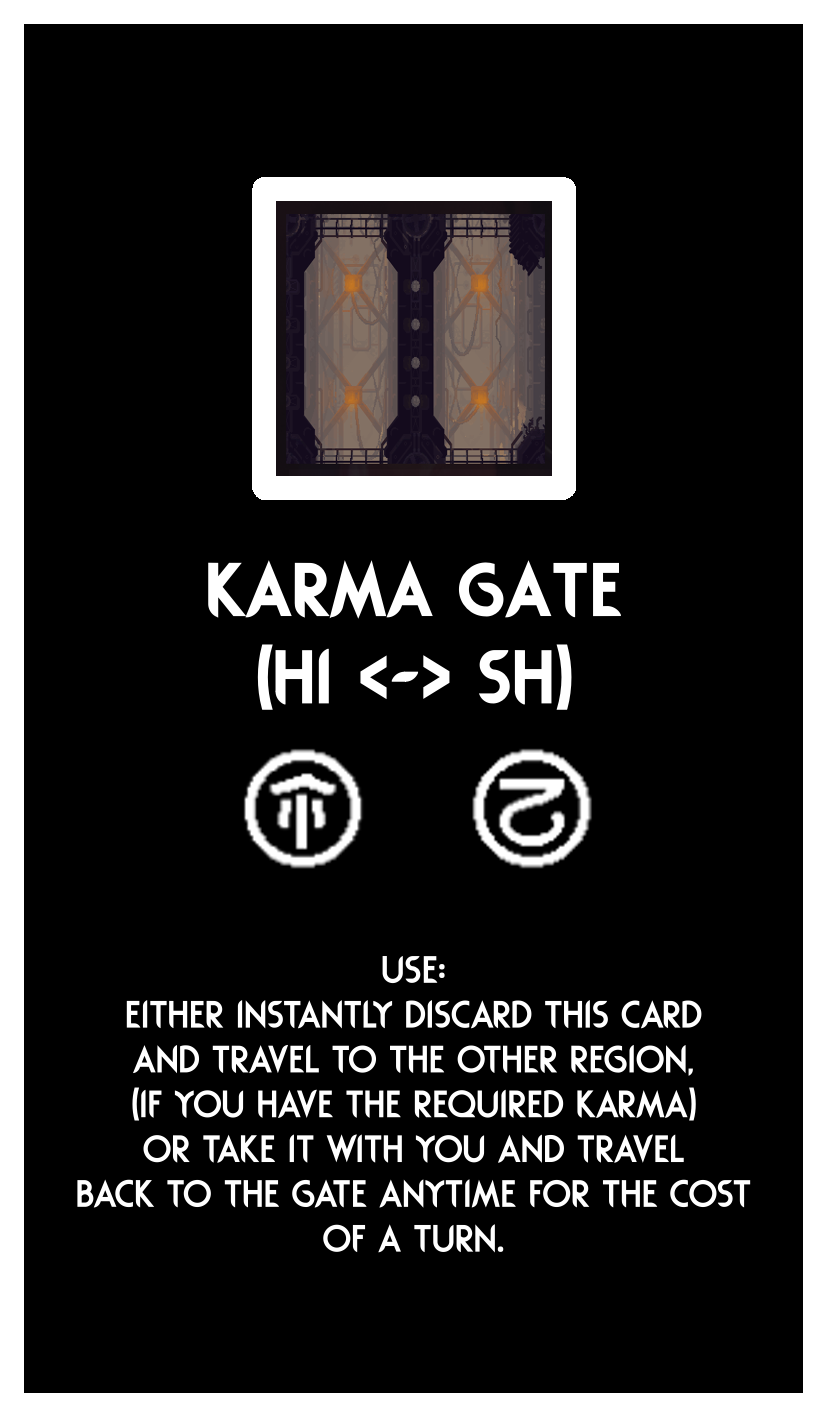 KARMA GATE
(HI <-> SH)
USE:
EITHER INSTANTLY DISCARD THIS CARD
AND TRAVEL TO THE OTHER REGION,
(IF YOU HAVE THE REQUIRED KARMA)
OR TAKE IT WITH YOU AND TRAVEL
BACK TO THE GATE ANYTIME FOR THE COST
OF A TURN.